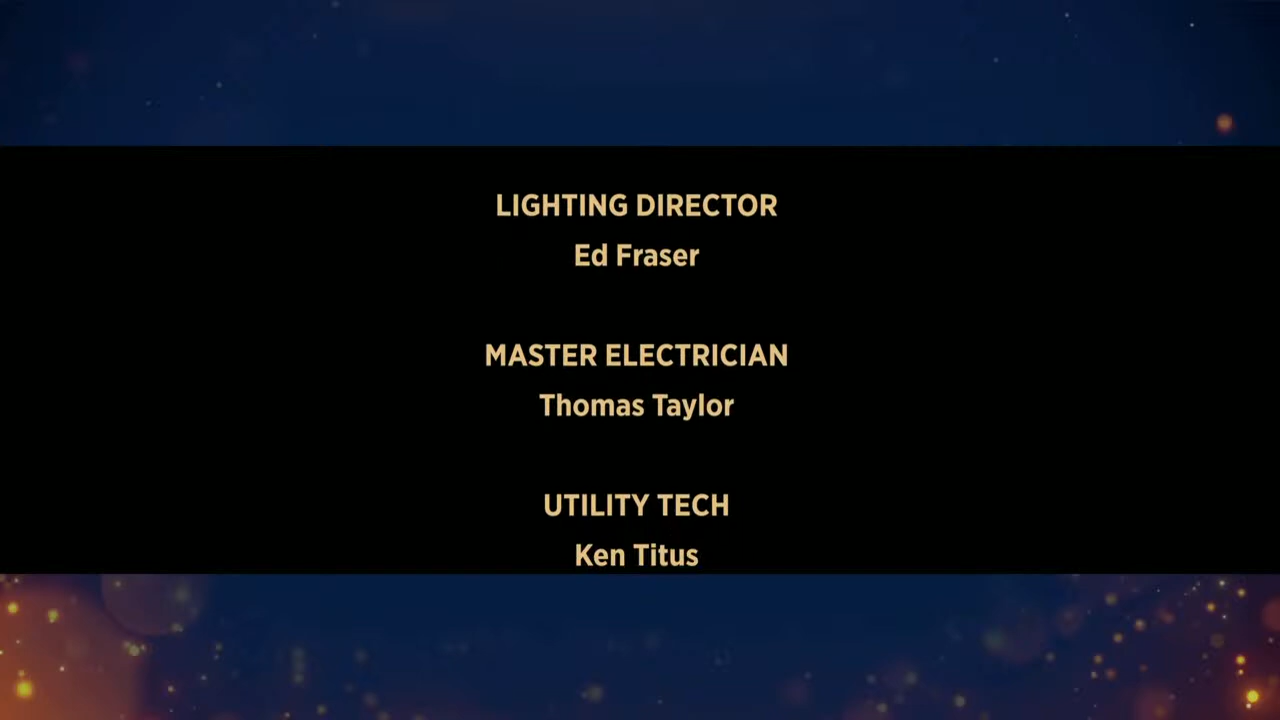 LIGHTING DIRECTOR
Ed Fraser
MASTER ELECTRICIAN
Thomas Taylor
UTILITY TECH
Ken Titus